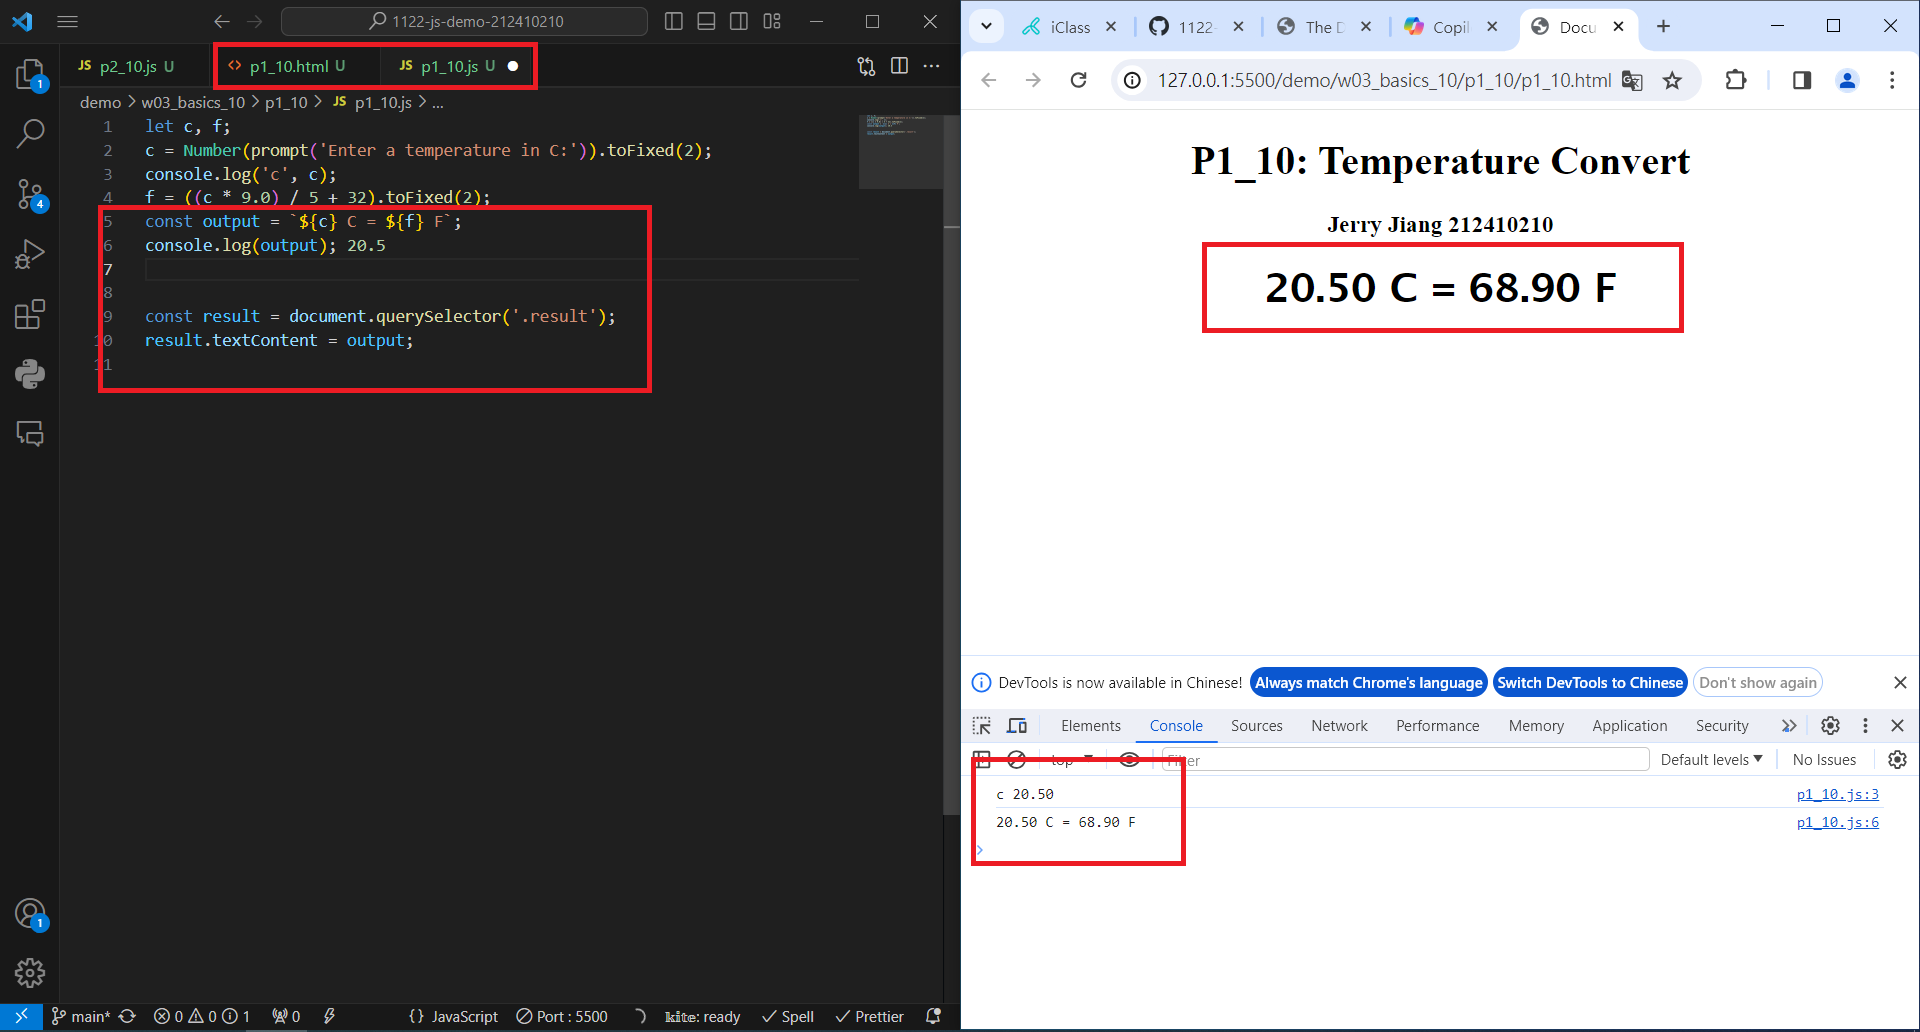 1122-js-demo-212410210
JS p2_10.js U
<> p1_10.html U
JS p1_10.js U
demo > w03_basics_10 > p1_10 > JS p1_10.js > ...
1 let c, f;
2 c = Number(prompt('Enter a temperature in C:')).toFixed(2);
3 console.log('c', c);
4 f = ((c * 9.0) / 5 + 32).toFixed(2);
5 const output = `${c} C = ${f} F`;
6 console.log(output); 20.5
7
8
9 const result = document.querySelector('.result');
10 result.textContent = output;
11
1
4
1
main* 0 0 1 0 {} JavaScript Port : 5500 kite: ready Spell Prettier
iClass
1122-
The D
Copil
Docu
127.0.0.1:5500/demo/w03_basics_10/p1_10/p1_10.html
P1_10: Temperature Convert
Jerry Jiang 212410210
20.50 C = 68.90 F
DevTools is now available in Chinese! Always match Chrome's language Switch DevTools to Chinese Don't show again
Elements Console Sources Network Performance Memory Application Security
top Filter Default levels No Issues
c 20.50 p1_10.js:3
20.50 C = 68.90 F p1_10.js:6